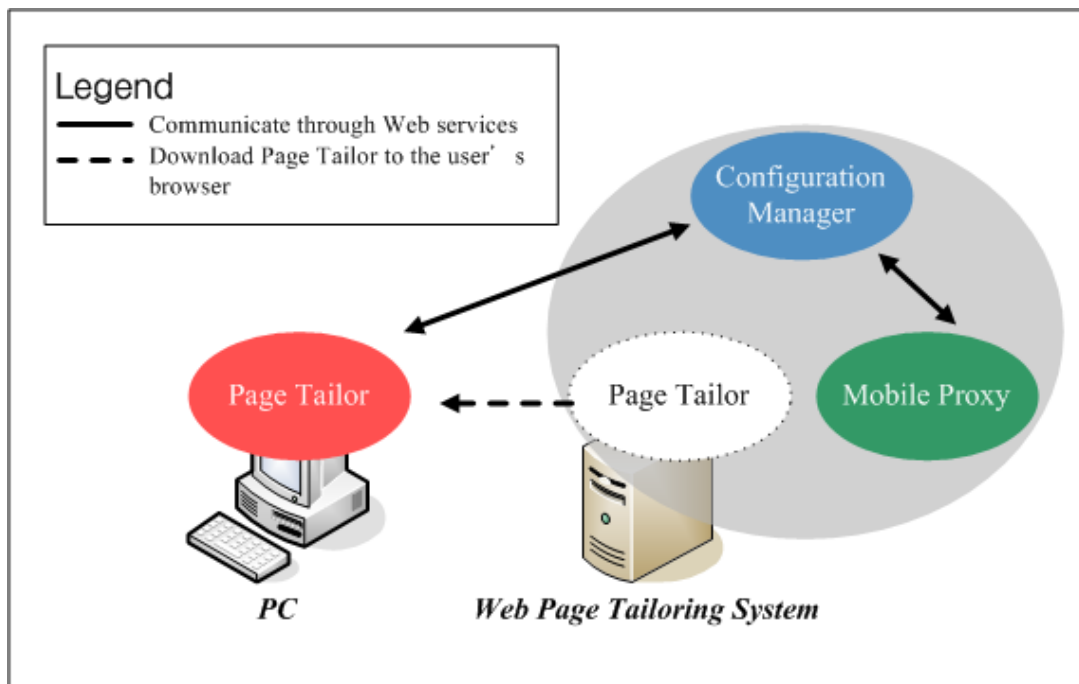 Legend
Communicate through Web services
Download Page Tailor to the user’s
browser
Configuration
Manager
Page Tailor
Page Tailor
Mobile Proxy
PC
Web Page Tailoring System